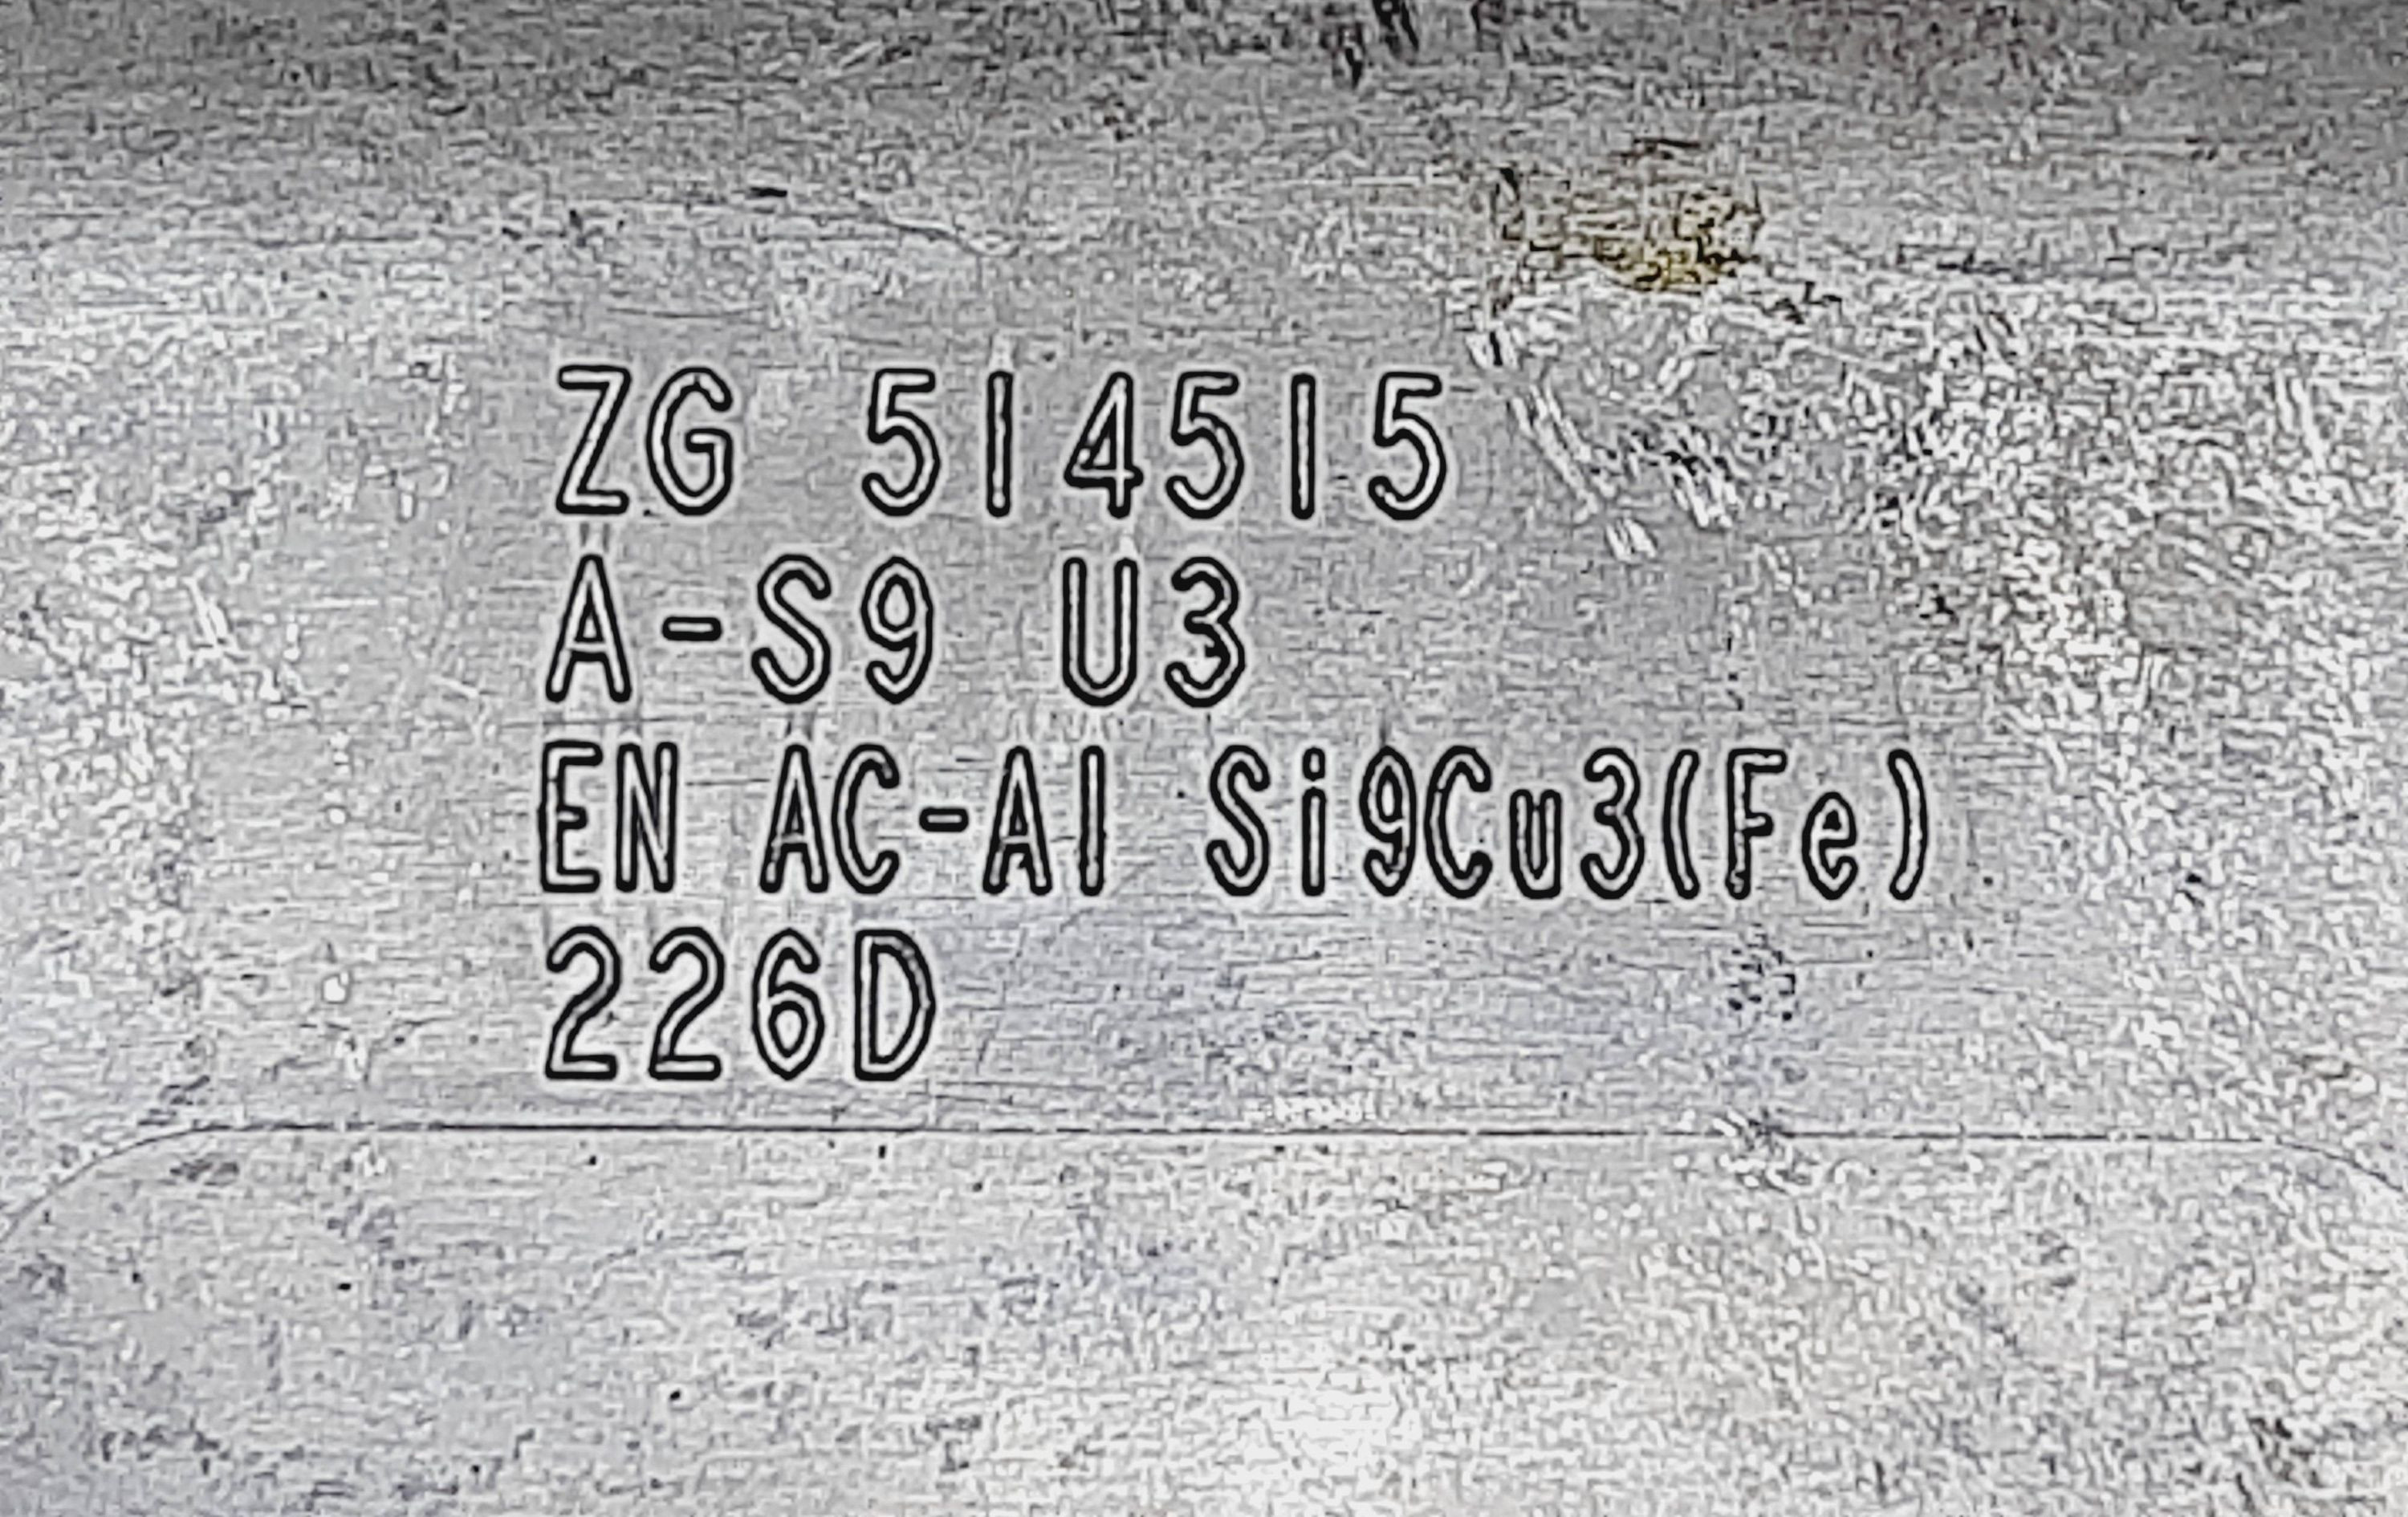 ZG 514515
A-S9 U3
EN AC-Al Si9Cu3(Fe)
226D